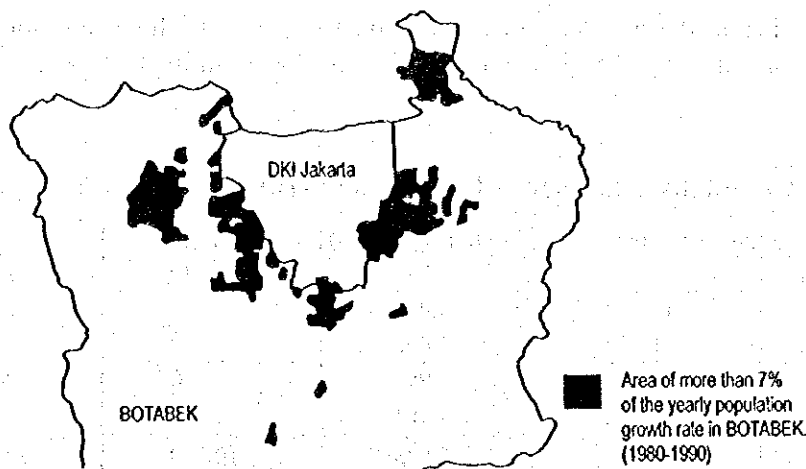 DKI Jakarta
BOTABEK
Area of more than 7%
of the yearly population
growth rate in BOTABEK.
(1980-1990)